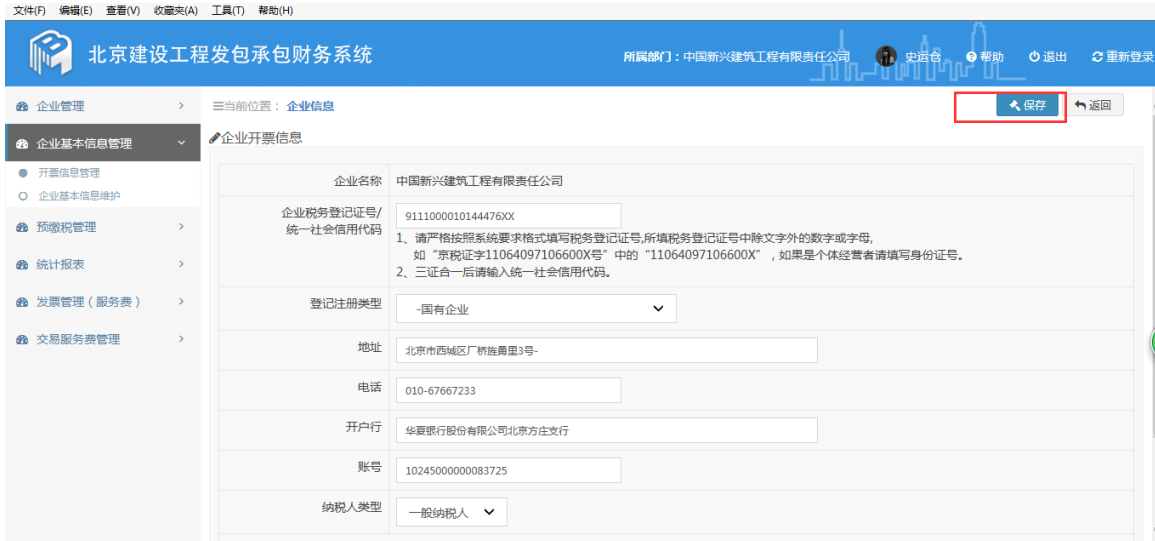 文件(F) 编辑(E) 查看(V) 收藏夹(A) 工具(T) 帮助(H)
北京建设工程发包承包财务系统
所属部门：中国新兴建筑工程有限责任公司 史运仓 帮助 退出 重新登录
企业管理
企业基本信息管理
开票信息管理
企业基本信息维护
预缴税管理
统计报表
发票管理（服务费）
交易服务费管理
当前位置： 企业信息
保存 返回
企业开票信息
企业名称 中国新兴建筑工程有限责任公司
企业税务登记证号/
统一社会信用代码
9111000010144476XX
1、请严格按照系统要求格式填写税务登记证号,所填税务登记证号中除文字外的数字或字母,
如“京税证字11064097106600X号”中的“11064097106600X”，如果是个体经营者请填写身份证号。
2、三证合一后请输入统一社会信用代码。
登记注册类型 -国有企业
地址 北京市西城区厂桥旌勇里3号-
电话 010-67667233
开户行 华夏银行股份有限公司北京方庄支行
账号 10245000000083725
纳税人类型 一般纳税人